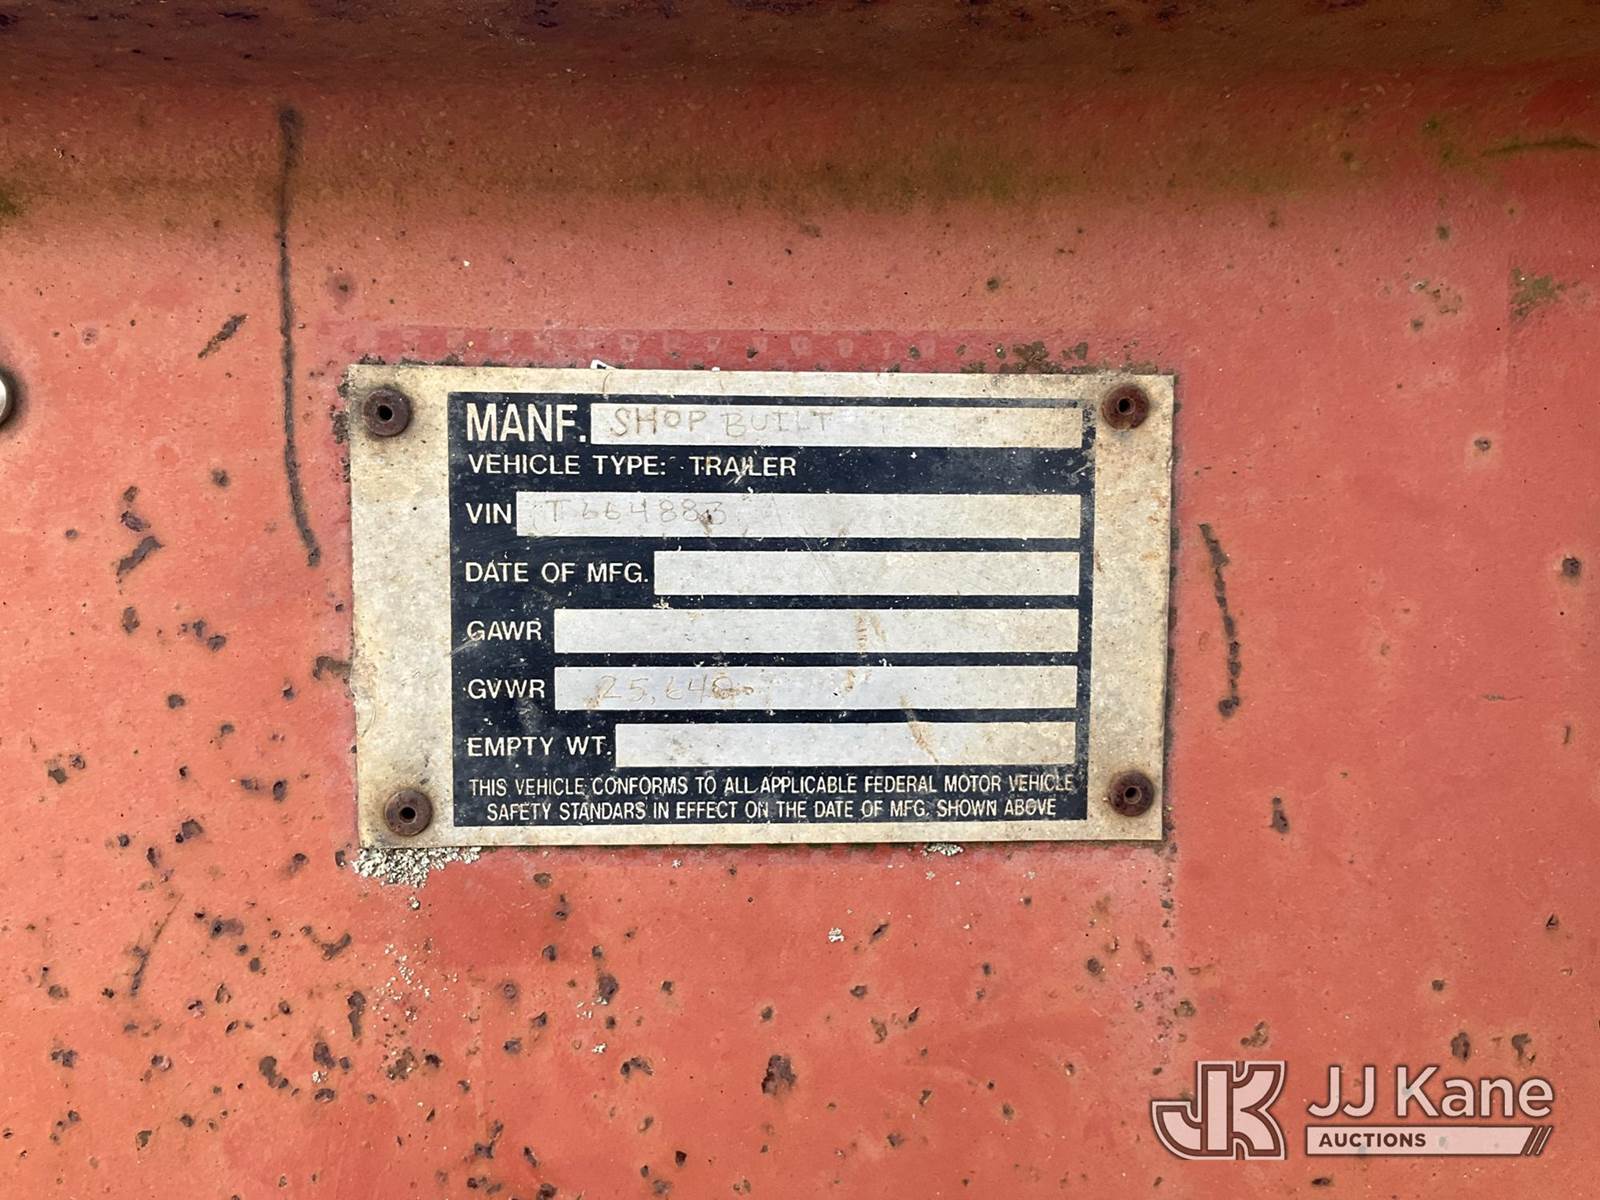 MANF. SHOP BUILT
VEHICLE TYPE: TRAILER
VIN T664883
DATE OF MFG.
GAWR
GVWR 25,640
EMPTY WT.
THIS VEHICLE CONFORMS TO ALL APPLICABLE FEDERAL MOTOR VEHICLE
SAFETY STANDARS IN EFFECT ON THE DATE OF MFG. SHOWN ABOVE
JK JJ Kane
AUCTIONS